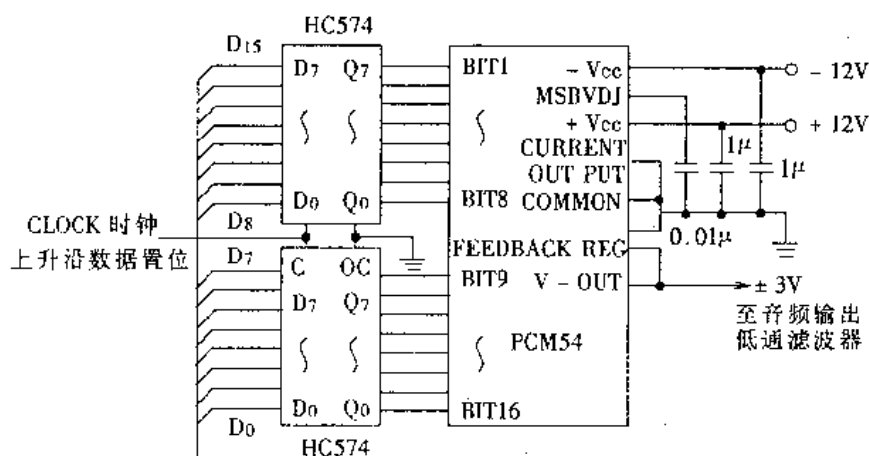 HC574
D15
D7 Q7
D0 Q0
D8
CLOCK 时钟
上升沿数据置位
D7
C OC
D7 Q7
D0 Q0
D0
HC574
BIT1
BIT8
BIT9
BIT16
PCM54
- Vcc
MSBVDJ
+ Vcc
CURRENT
OUT PUT
COMMON
FEEDBACK REG
V - OUT
- 12V
+ 12V
1μ
1μ
0.01μ
± 3V
至音频输出
低通滤波器